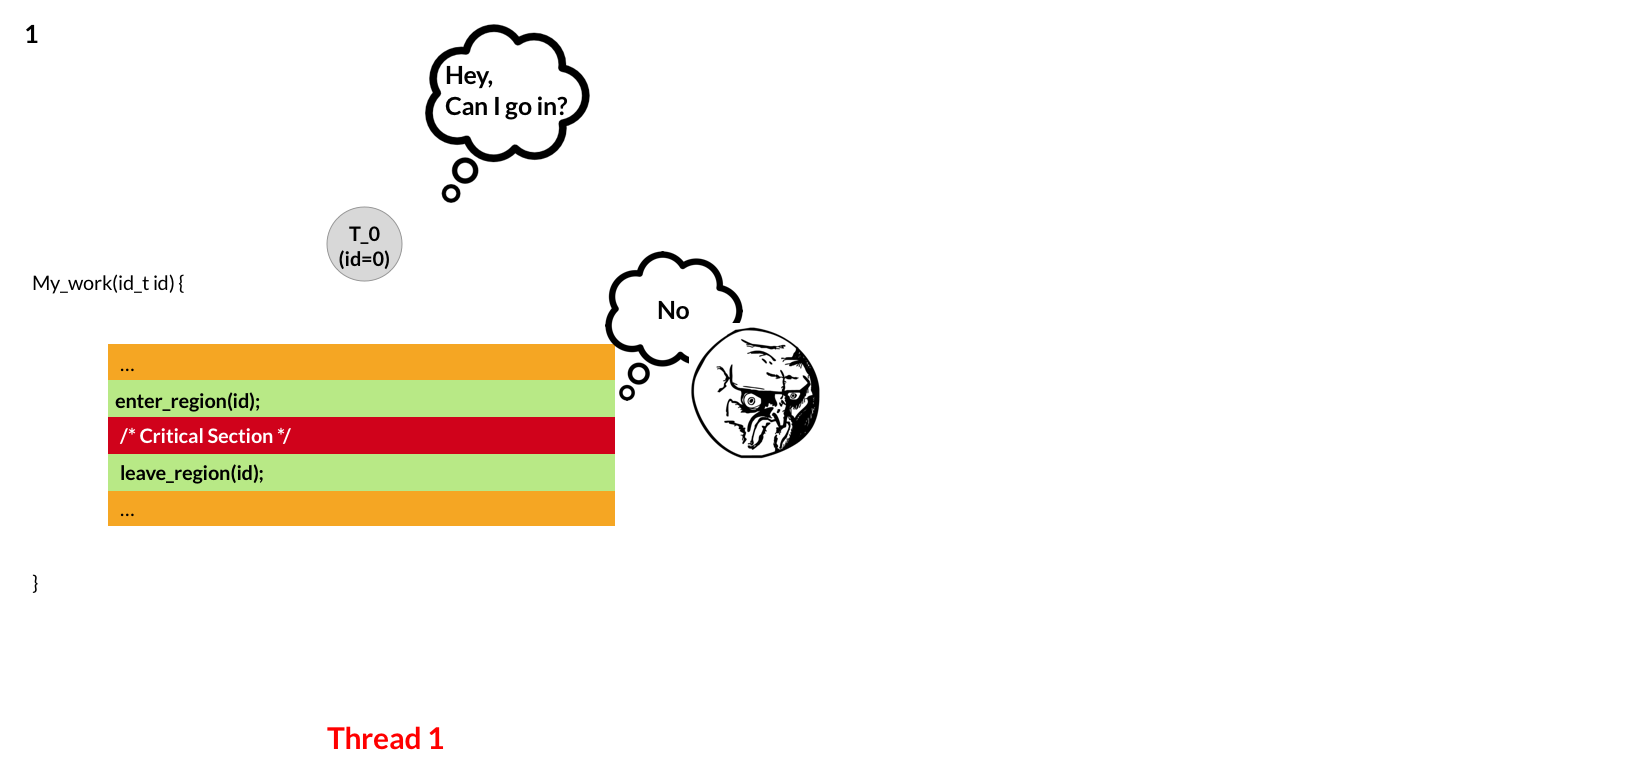 1
Hey,
Can I go in?
T_0
(id=0)
My_work(id_t id) {
No
...
enter_region(id);
/* Critical Section */
leave_region(id);
...
}
Thread 1